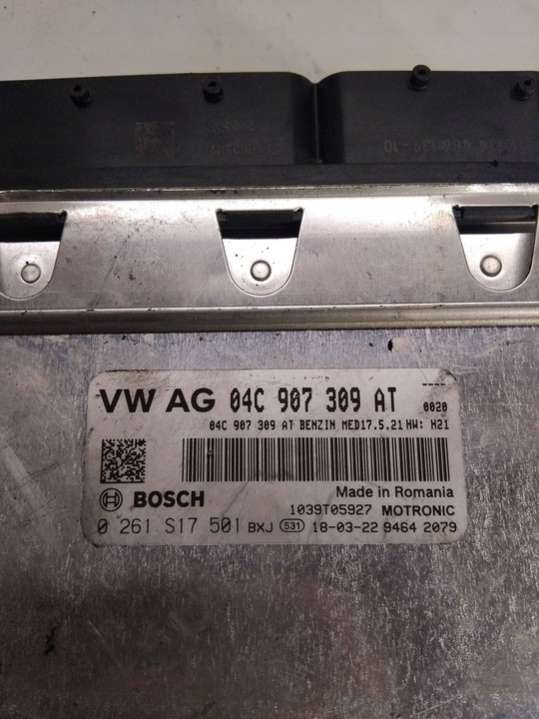 VW AG 04C 907 309 AT 0020
04C 907 309 AT BENZIN MED17.5.21 HW: H21
BOSCH
Made in Romania
1039T05927 MOTRONIC
0 261 S17 501 BXJ 531 18-03-22 9464 2079